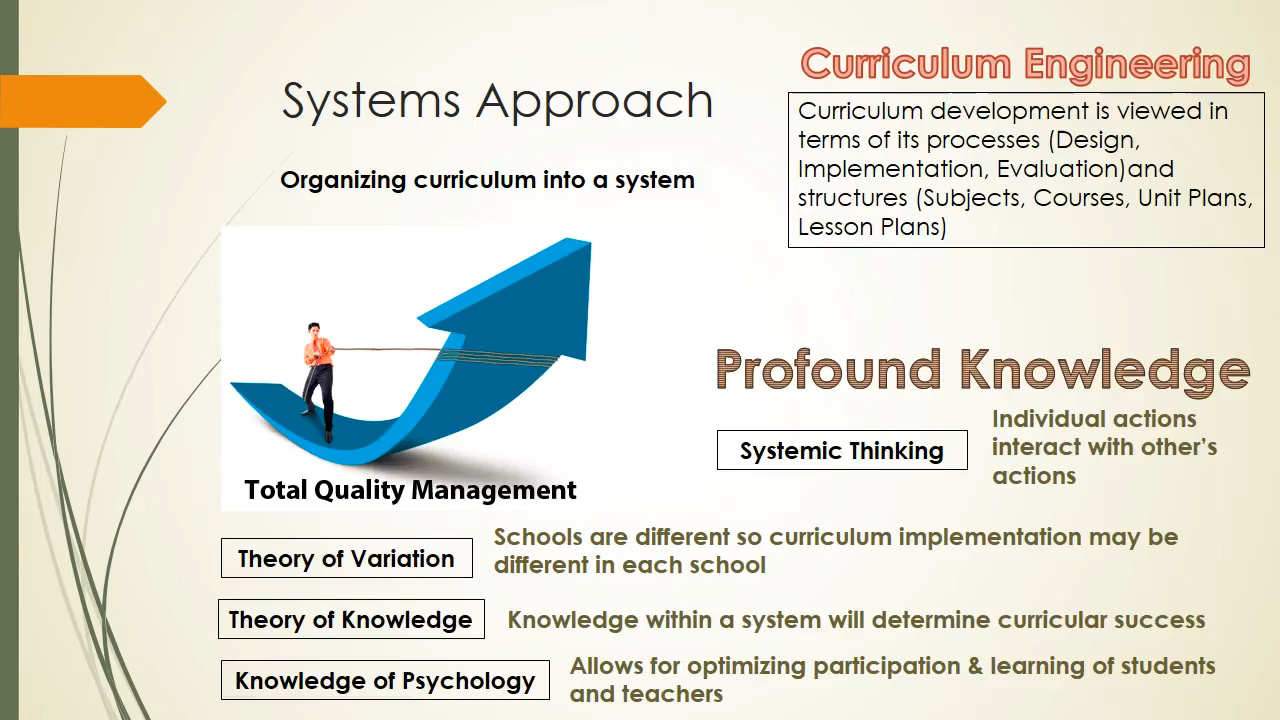 Systems Approach
Organizing curriculum into a system
Curriculum Engineering
Curriculum development is viewed in
terms of its processes (Design,
Implementation, Evaluation)and
structures (Subjects, Courses, Unit Plans,
Lesson Plans)
Total Quality Management
Profound Knowledge
Systemic Thinking
Individual actions
interact with other's
actions
Theory of Variation
Schools are different so curriculum implementation may be
different in each school
Theory of Knowledge
Knowledge within a system will determine curricular success
Knowledge of Psychology
Allows for optimizing participation & learning of students
and teachers